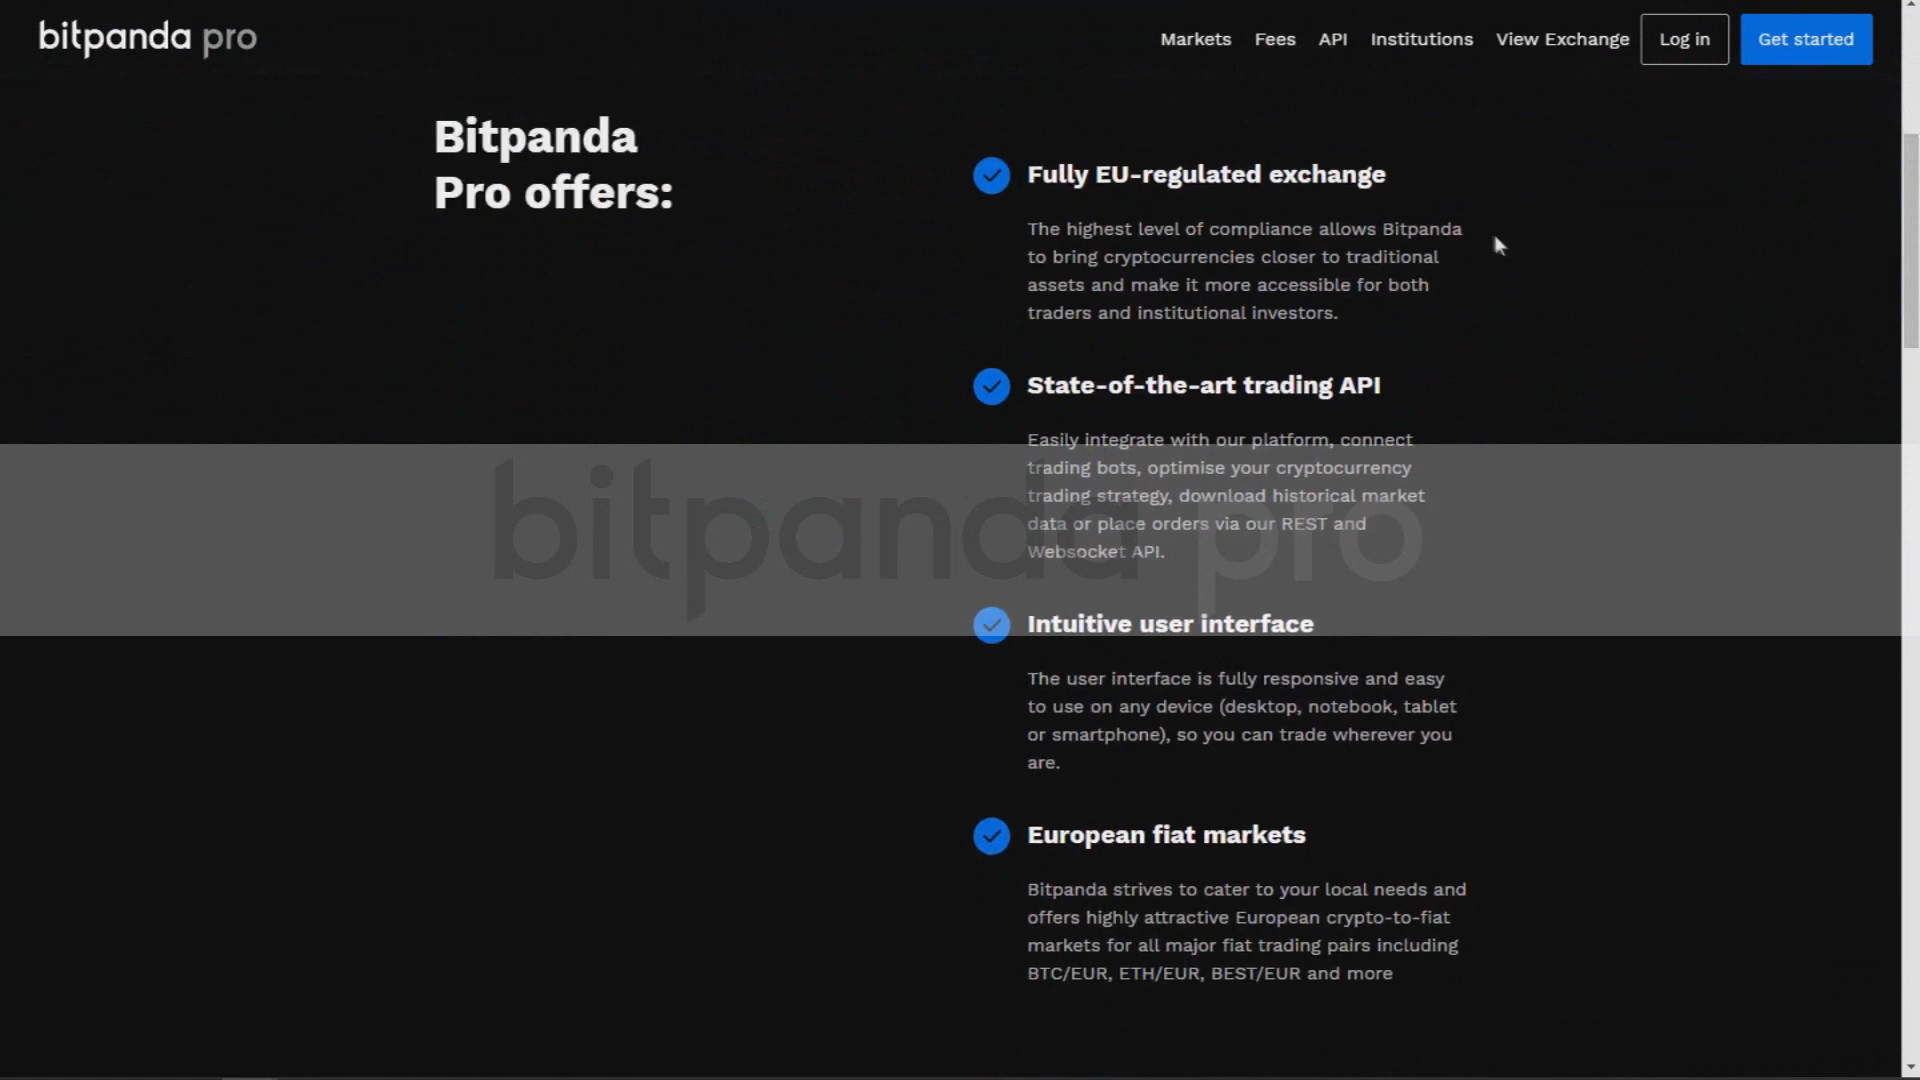 bitpanda pro
Markets Fees API Institutions View Exchange Log in Get started
Bitpanda
Pro offers:
Fully EU-regulated exchange
The highest level of compliance allows Bitpanda
to bring cryptocurrencies closer to traditional
assets and make it more accessible for both
traders and institutional investors.
State-of-the-art trading API
Easily integrate with our platform, connect
trading bots, optimise your cryptocurrency
trading strategy, download historical market
data or place orders via our REST and
Websocket API.
bitpanda pro
Intuitive user interface
The user interface is fully responsive and easy
to use on any device (desktop, notebook, tablet
or smartphone), so you can trade wherever you
are.
European fiat markets
Bitpanda strives to cater to your local needs and
offers highly attractive European crypto-to-fiat
markets for all major fiat trading pairs including
BTC/EUR, ETH/EUR, BEST/EUR and more